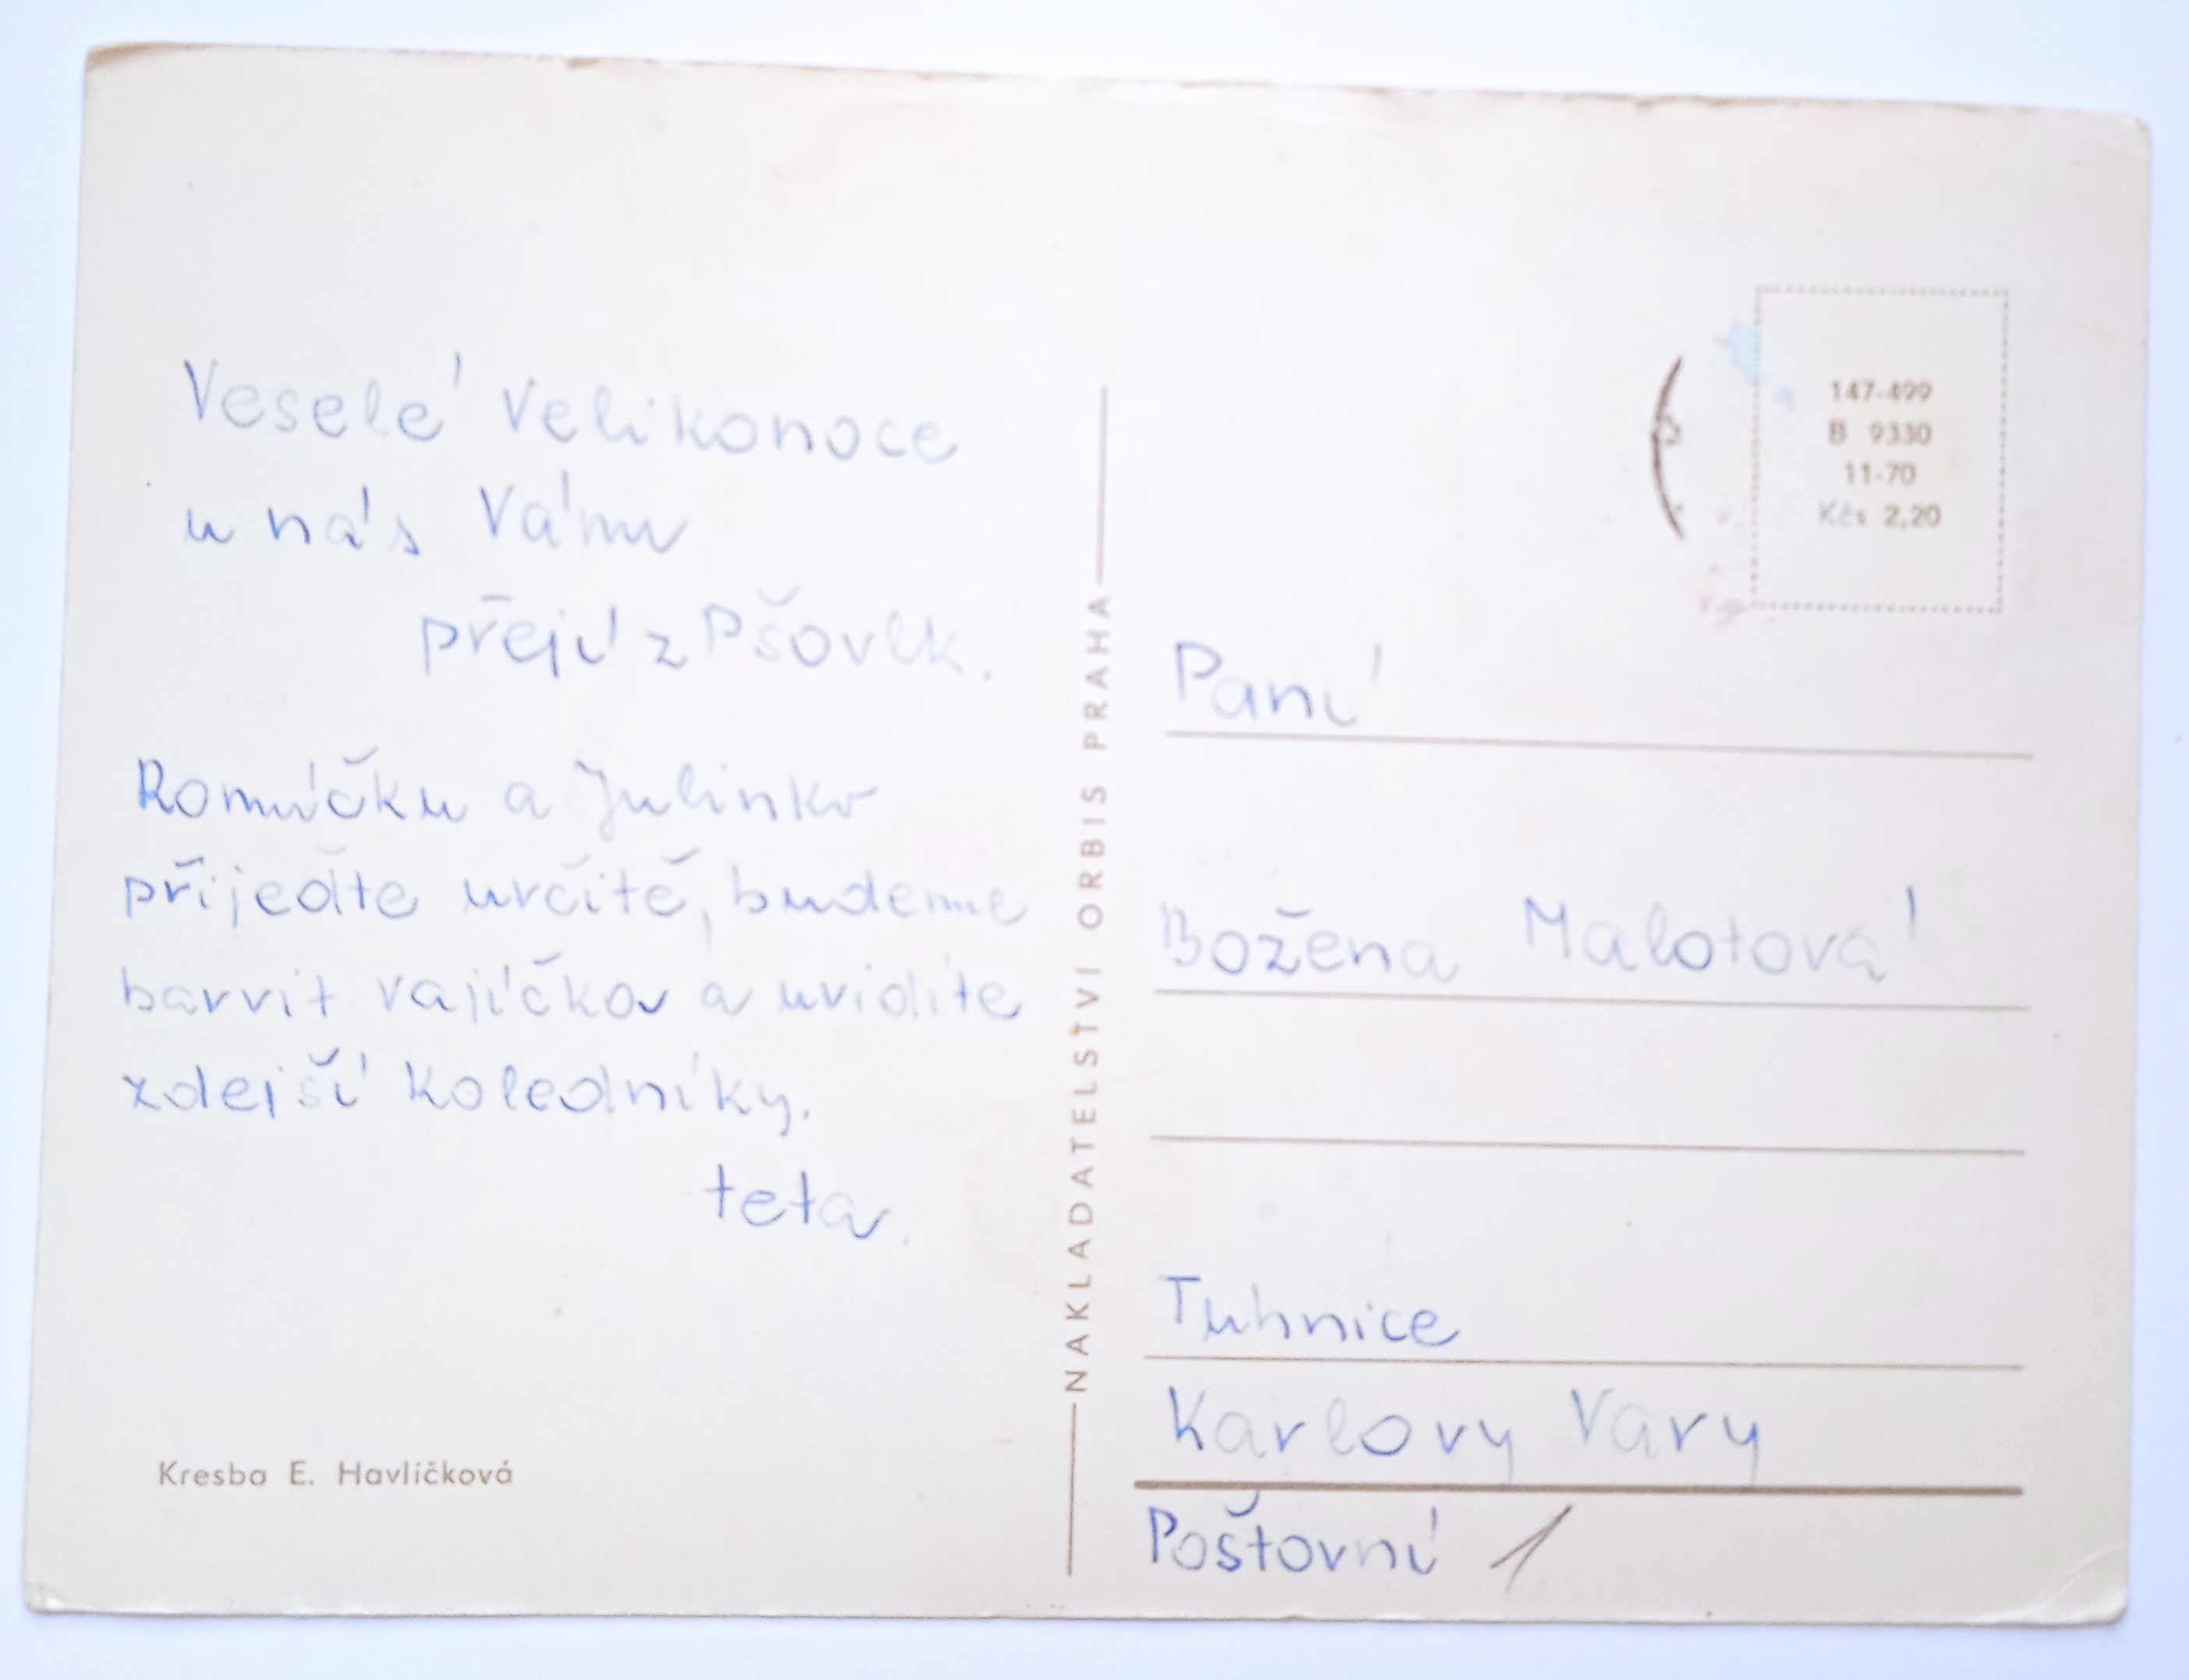 Veselé Velikonoce
u nás Vám
přejí z Pšovlk.
Romíčku a Julinko
přijeďte určitě, budeme
barvit vajíčka a uvidíte
zdejší koledníky.
teta.
Kresba E. Havlíčková
NAKLADATELSTVÍ ORBIS PRAHA
147-499
B 9330
11-70
Kčs 2,20
Paní
Božena Malotová
Tuhnice
Karlovy Vary
Poštovní 1